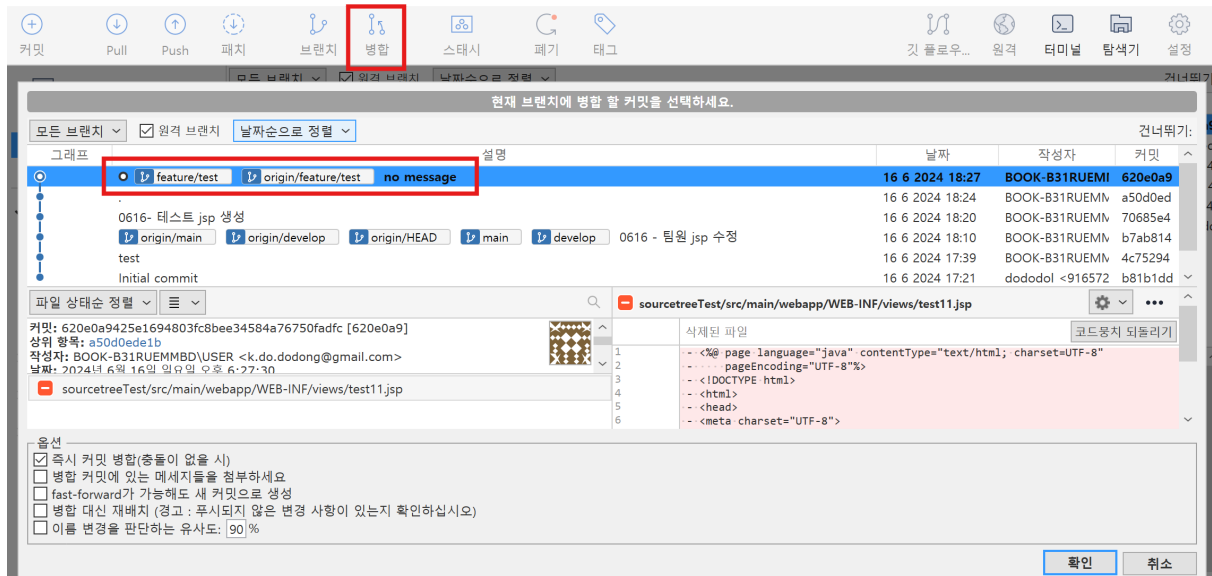 커밋 Pull Push 패치 브랜치 병합 스태시 폐기 태그 깃 플로우... 원격 터미널 탐색기 설정
모든 브랜치 원격 브랜치 날짜순으로 정렬 건너뛰기
현재 브랜치에 병합 할 커밋을 선택하세요.
모든 브랜치 원격 브랜치 날짜순으로 정렬 건너뛰기:
그래프 설명 날짜 작성자 커밋
feature/test origin/feature/test no message 16 6 2024 18:27 BOOK-B31RUEMI 620e0a9
. 16 6 2024 18:24 BOOK-B31RUEMN a50d0ed
0616- 테스트 jsp 생성 16 6 2024 18:20 BOOK-B31RUEMN 70685e4
origin/main origin/develop origin/HEAD main develop 0616 - 팀원 jsp 수정 16 6 2024 18:10 BOOK-B31RUEMN b7ab814
test 16 6 2024 17:39 BOOK-B31RUEMN 4c75294
Initial commit 16 6 2024 17:21 dododol <916572 b81b1dd
파일 상태순 정렬
커밋: 620e0a9425e1694803fc8bee34584a76750fadfc [620e0a9]
상위 항목: a50d0ede1b
작성자: BOOK-B31RUEMMBD\USER <k.do.dodong@gmail.com>
날짜: 2024년 6월 16일 일요일 오후 6:27:30
sourcetreeTest/src/main/webapp/WEB-INF/views/test11.jsp
sourcetreeTest/src/main/webapp/WEB-INF/views/test11.jsp
삭제된 파일 코드뭉치 되돌리기
1 - <%@ page language="java" contentType="text/html; charset=UTF-8"
2 - pageEncoding="UTF-8"%>
3 - <!DOCTYPE html>
4 - <html>
5 - <head>
6 - <meta charset="UTF-8">
옵션
즉시 커밋 병합(충돌이 없을 시)
병합 커밋에 있는 메세지들을 첨부하세요
fast-forward가 가능해도 새 커밋으로 생성
병합 대신 재배치 (경고 : 푸시되지 않은 변경 사항이 있는지 확인하십시오)
이름 변경을 판단하는 유사도: 90 %
확인 취소